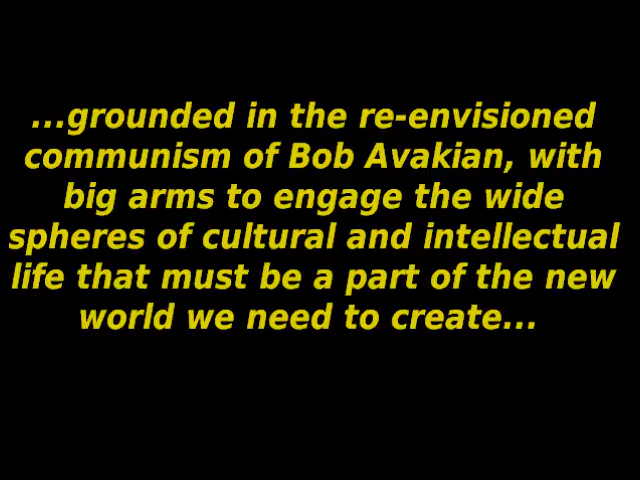 ...grounded in the re-envisioned
communism of Bob Avakian, with
big arms to engage the wide
spheres of cultural and intellectual
life that must be a part of the new
world we need to create...